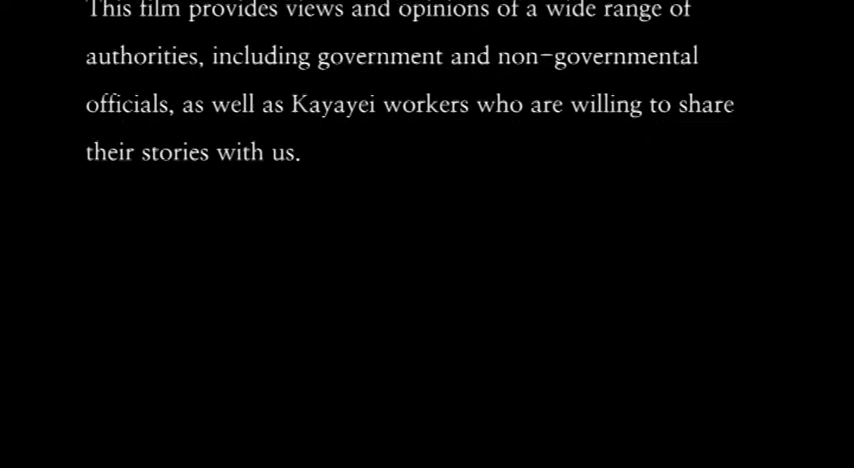 This film provides views and opinions of a wide range of
authorities, including government and non-governmental
officials, as well as Kayayei workers who are willing to share
their stories with us.